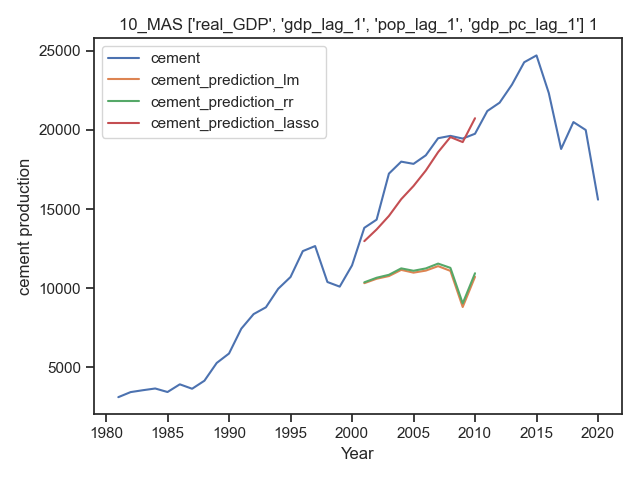 10_MAS ['real_GDP', 'gdp_lag_1', 'pop_lag_1', 'gdp_pc_lag_1'] 1
cement
cement_prediction_lm
cement_prediction_rr
cement_prediction_lasso
cement production
25000
20000
15000
10000
5000
1980 1985 1990 1995 2000 2005 2010 2015 2020
Year